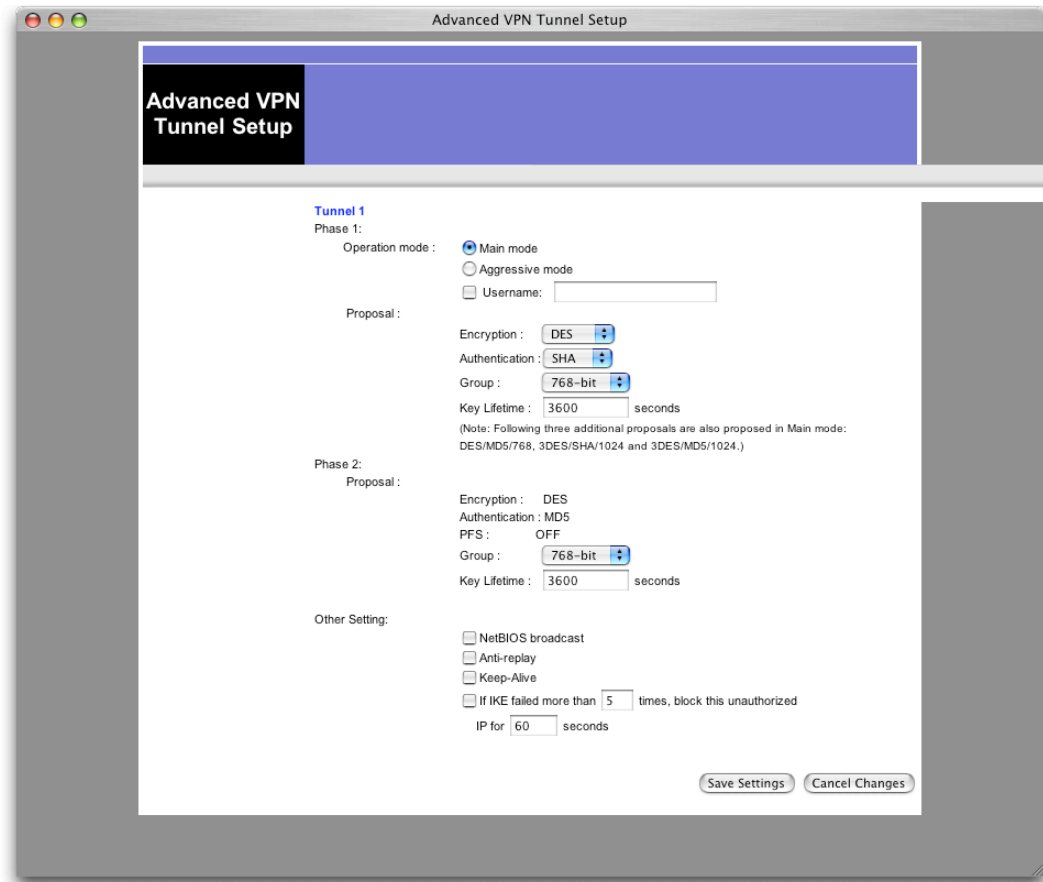 Advanced VPN Tunnel Setup
Advanced VPN
Tunnel Setup
Tunnel 1
Phase 1:
Operation mode :
Main mode
Aggressive mode
Username:
Proposal :
Encryption : DES
Authentication : SHA
Group : 768-bit
Key Lifetime : 3600 seconds
(Note: Following three additional proposals are also proposed in Main mode:
DES/MD5/768, 3DES/SHA/1024 and 3DES/MD5/1024.)
Phase 2:
Proposal :
Encryption : DES
Authentication : MD5
PFS : OFF
Group : 768-bit
Key Lifetime : 3600 seconds
Other Setting:
NetBIOS broadcast
Anti-replay
Keep-Alive
If IKE failed more than 5 times, block this unauthorized
IP for 60 seconds
Save Settings Cancel Changes